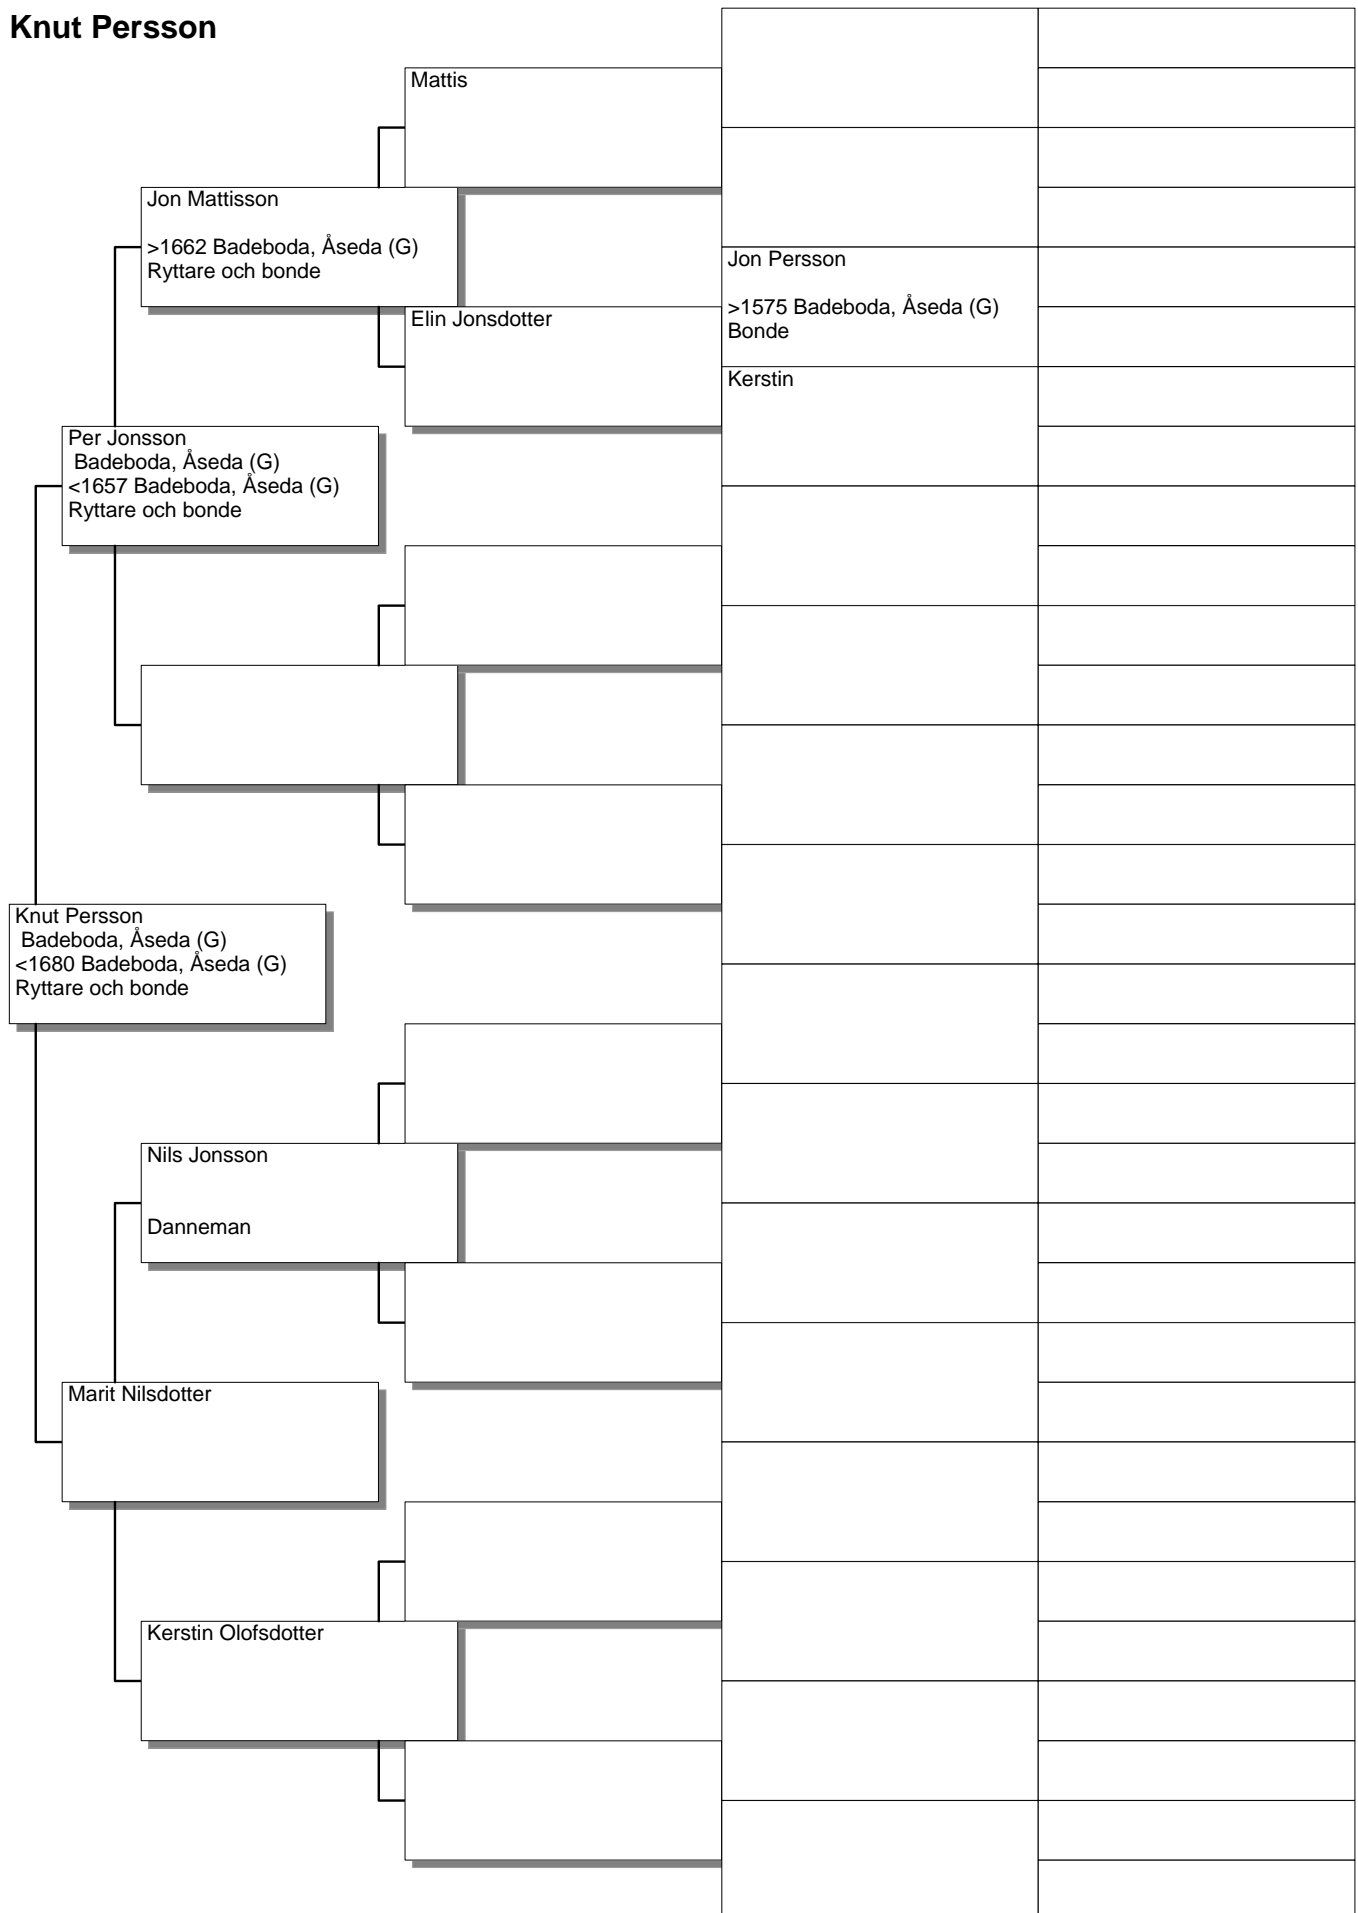 Knut Persson
Mattis
Jon Mattisson
>1662 Badeboda, Åseda (G)
Ryttare och bonde
Jon Persson
>1575 Badeboda, Åseda (G)
Bonde
Elin Jonsdotter
Kerstin
Per Jonsson
Badeboda, Åseda (G)
<1657 Badeboda, Åseda (G)
Ryttare och bonde
Knut Persson
Badeboda, Åseda (G)
<1680 Badeboda, Åseda (G)
Ryttare och bonde
Nils Jonsson
Danneman
Marit Nilsdotter
Kerstin Olofsdotter